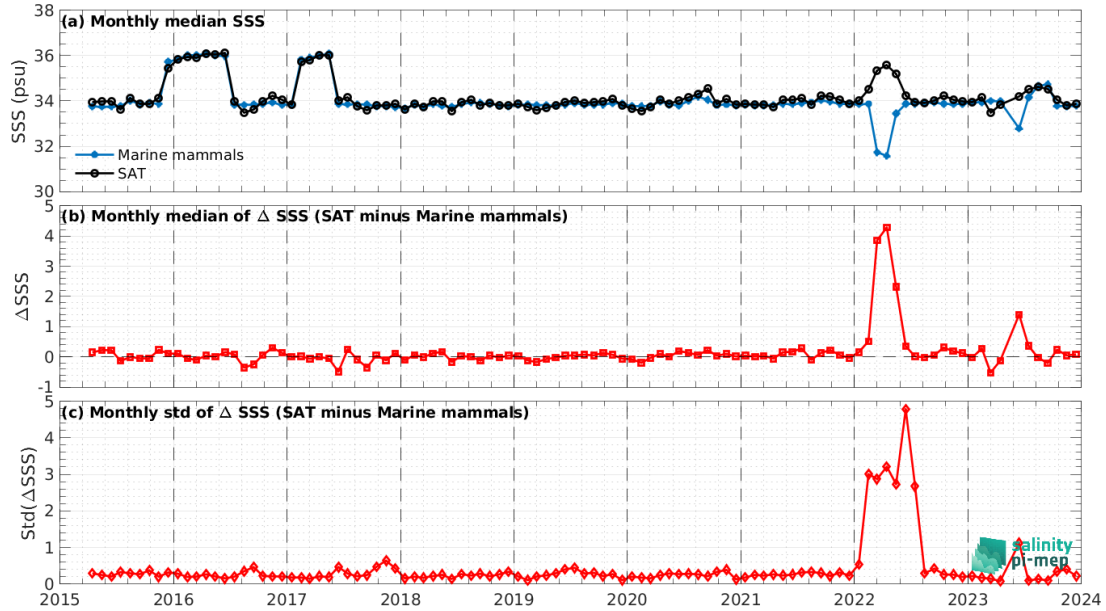 (a) Monthly median SSS
SSS (psu)
38
36
34
32
30
Marine mammals
SAT
(b) Monthly median of Δ SSS (SAT minus Marine mammals)
ΔSSS
5
4
3
2
1
0
-1
(c) Monthly std of Δ SSS (SAT minus Marine mammals)
Std(ΔSSS)
5
4
3
2
1
0
salinity
pi-mep
2015 2016 2017 2018 2019 2020 2021 2022 2023 2024